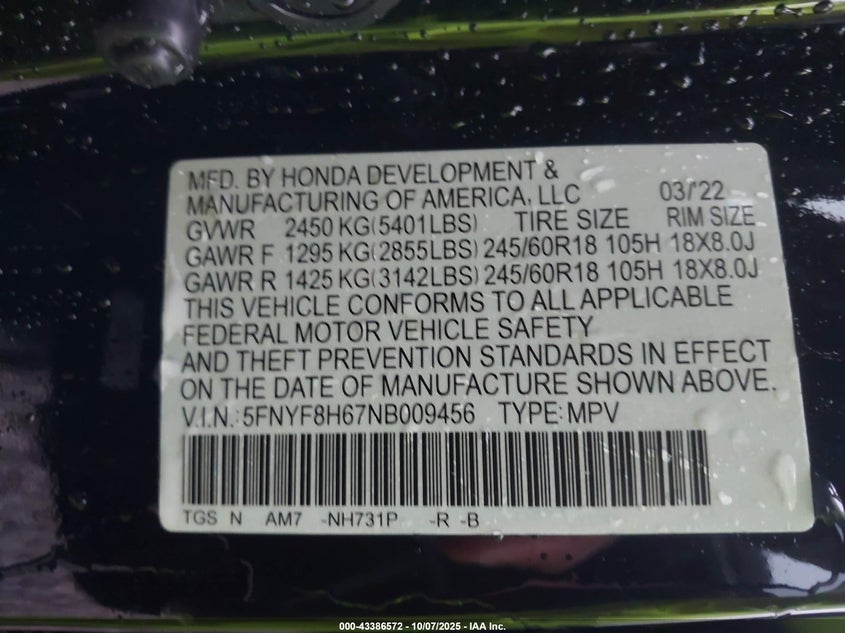 MFD. BY HONDA DEVELOPMENT &
MANUFACTURING OF AMERICA, LLC 03/'22
GVWR 2450 KG(5401LBS) TIRE SIZE RIM SIZE
GAWR F 1295 KG(2855LBS) 245/60R18 105H 18X8.0J
GAWR R 1425 KG(3142LBS) 245/60R18 105H 18X8.0J
THIS VEHICLE CONFORMS TO ALL APPLICABLE
FEDERAL MOTOR VEHICLE SAFETY
AND THEFT PREVENTION STANDARDS IN EFFECT
ON THE DATE OF MANUFACTURE SHOWN ABOVE.
V.I.N.: 5FNYF8H67NB009456 TYPE: MPV
TGS N AM7 -NH731P -R -B
000-43386572 - 10/07/2025 - IAA Inc.